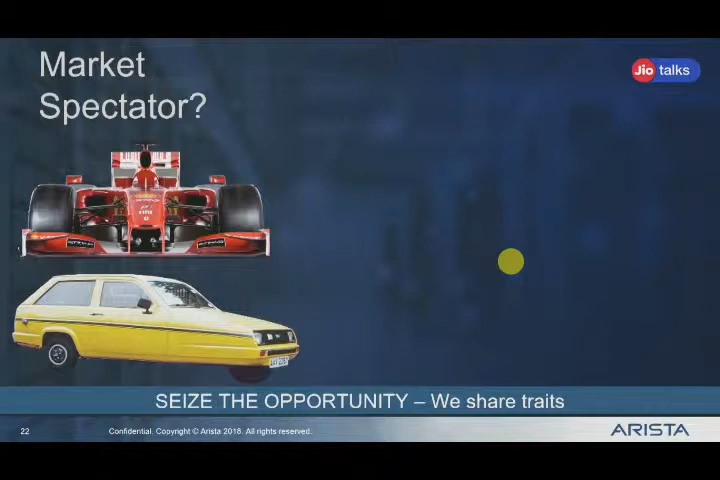 Market
Spectator?
Jio talks
SEIZE THE OPPORTUNITY – We share traits
22
Confidential. Copyright © Arista 2018. All rights reserved.
ARISTA